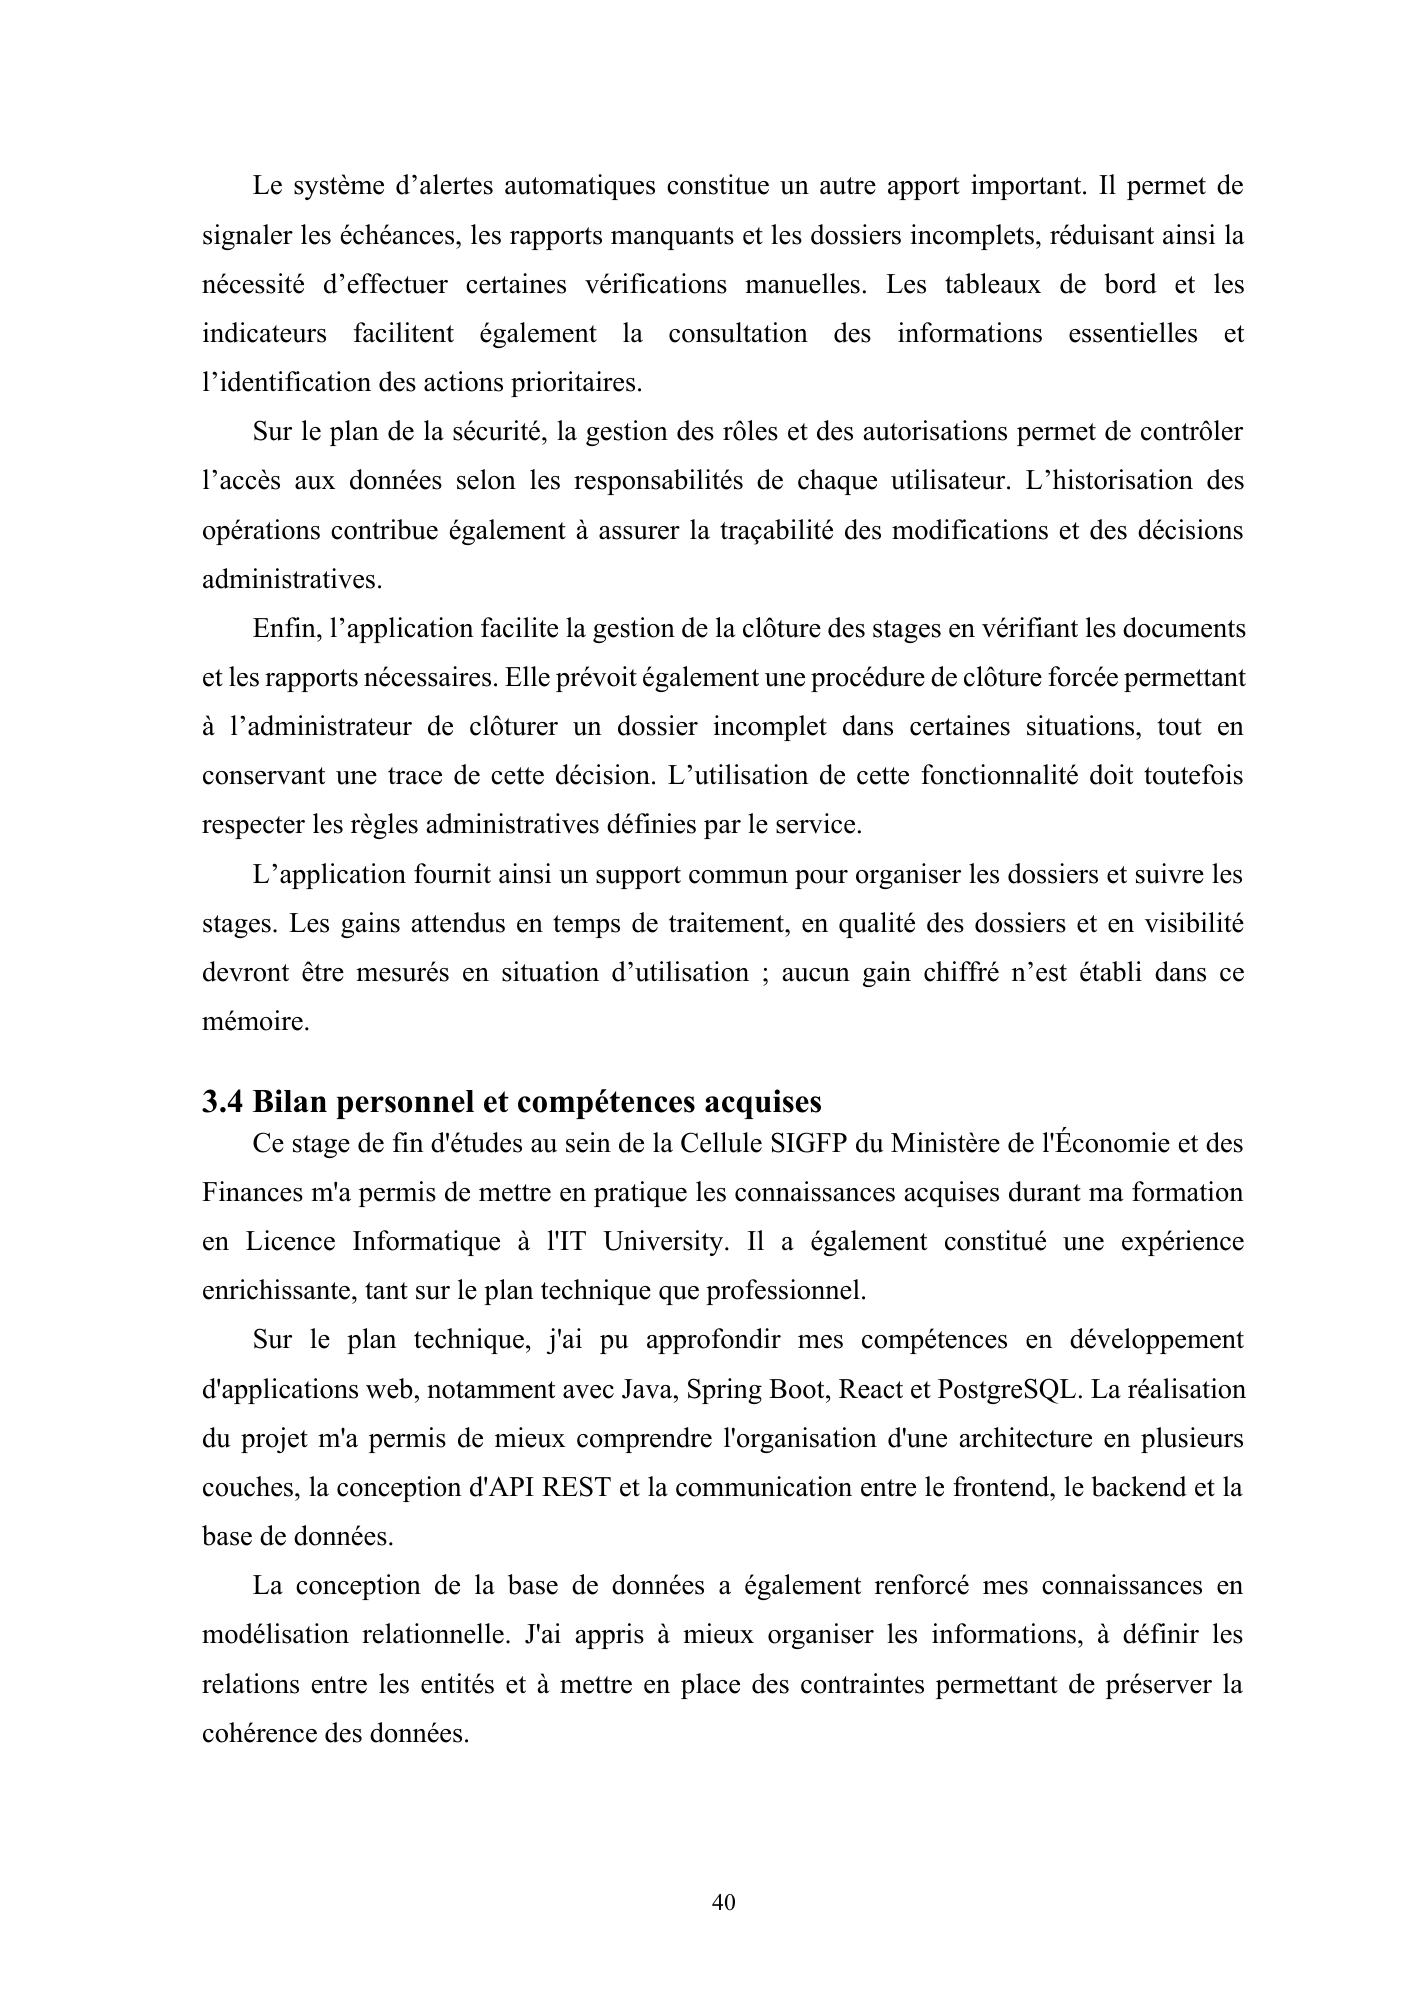 Le système d’alertes automatiques constitue un autre apport important. Il permet de
signaler les échéances, les rapports manquants et les dossiers incomplets, réduisant ainsi la
nécessité d’effectuer certaines vérifications manuelles. Les tableaux de bord et les
indicateurs facilitent également la consultation des informations essentielles et
l’identification des actions prioritaires.
Sur le plan de la sécurité, la gestion des rôles et des autorisations permet de contrôler
l’accès aux données selon les responsabilités de chaque utilisateur. L’historisation des
opérations contribue également à assurer la traçabilité des modifications et des décisions
administratives.
Enfin, l’application facilite la gestion de la clôture des stages en vérifiant les documents
et les rapports nécessaires. Elle prévoit également une procédure de clôture forcée permettant
à l’administrateur de clôturer un dossier incomplet dans certaines situations, tout en
conservant une trace de cette décision. L’utilisation de cette fonctionnalité doit toutefois
respecter les règles administratives définies par le service.
L’application fournit ainsi un support commun pour organiser les dossiers et suivre les
stages. Les gains attendus en temps de traitement, en qualité des dossiers et en visibilité
devront être mesurés en situation d’utilisation ; aucun gain chiffré n’est établi dans ce
mémoire.
3.4 Bilan personnel et compétences acquises
Ce stage de fin d'études au sein de la Cellule SIGFP du Ministère de l'Économie et des
Finances m'a permis de mettre en pratique les connaissances acquises durant ma formation
en Licence Informatique à l'IT University. Il a également constitué une expérience
enrichissante, tant sur le plan technique que professionnel.
Sur le plan technique, j'ai pu approfondir mes compétences en développement
d'applications web, notamment avec Java, Spring Boot, React et PostgreSQL. La réalisation
du projet m'a permis de mieux comprendre l'organisation d'une architecture en plusieurs
couches, la conception d'API REST et la communication entre le frontend, le backend et la
base de données.
La conception de la base de données a également renforcé mes connaissances en
modélisation relationnelle. J'ai appris à mieux organiser les informations, à définir les
relations entre les entités et à mettre en place des contraintes permettant de préserver la
cohérence des données.
40